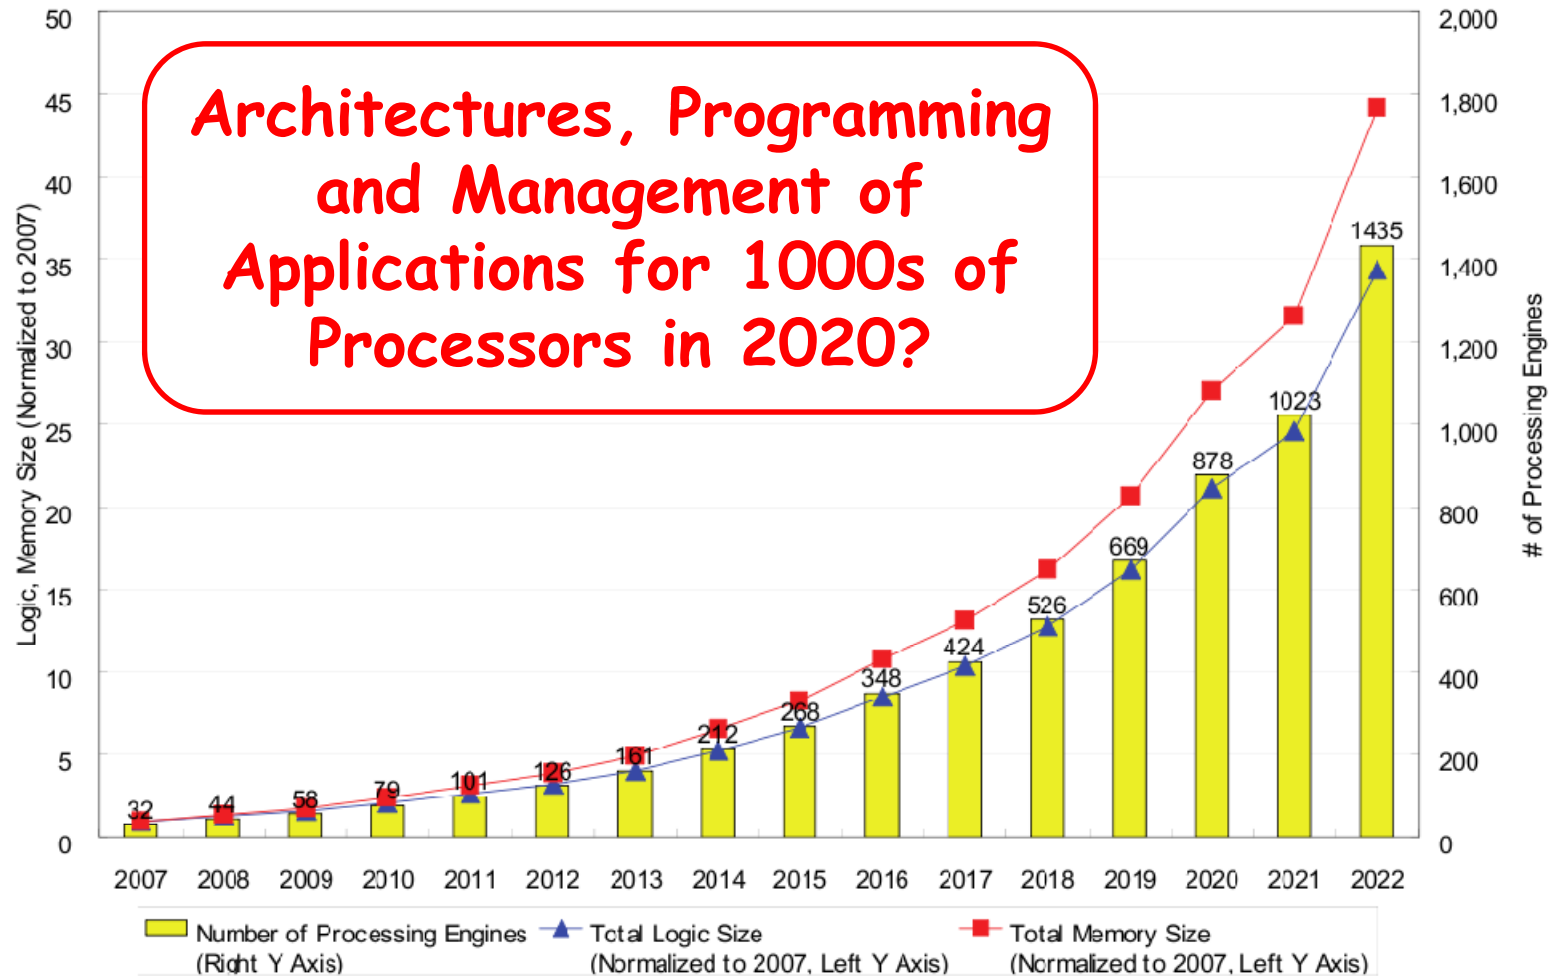 Architectures, Programming
and Management of
Applications for 1000s of
Processors in 2020?
Logic, Memory Size (Normalized to 2007)
50
45
40
35
30
25
20
15
10
5
0
2,000
1,800
1,600
1,400
1,200
1,000
800
600
400
200
0
# of Processing Engines
32
44
58
79
101
126
161
212
268
348
424
526
669
878
1023
1435
2007 2008 2009 2010 2011 2012 2013 2014 2015 2016 2017 2018 2019 2020 2021 2022
Number of Processing Engines
(Right Y Axis)
Total Logic Size
(Normalized to 2007, Left Y Axis)
Total Memory Size
(Normalized to 2007, Left Y Axis)